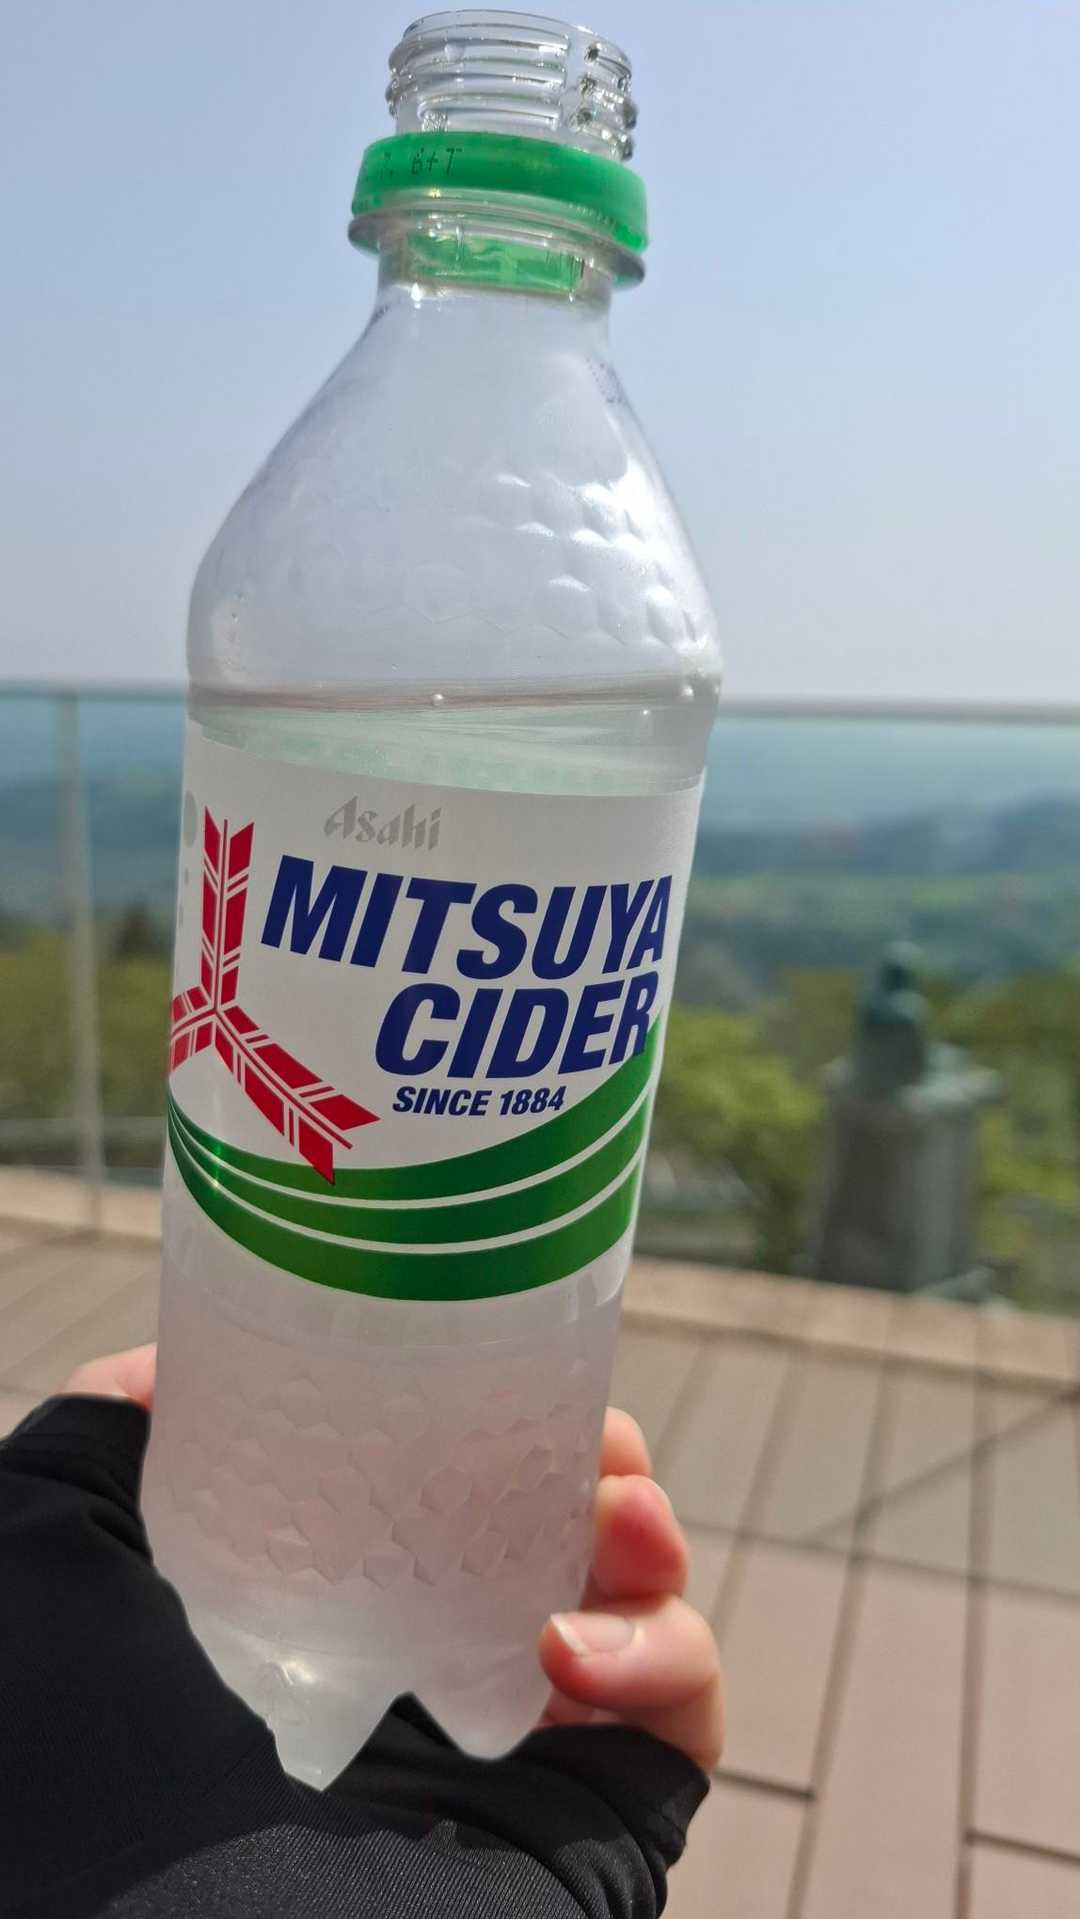 B+T
Asahi
MITSUYA
CIDER
SINCE 1884